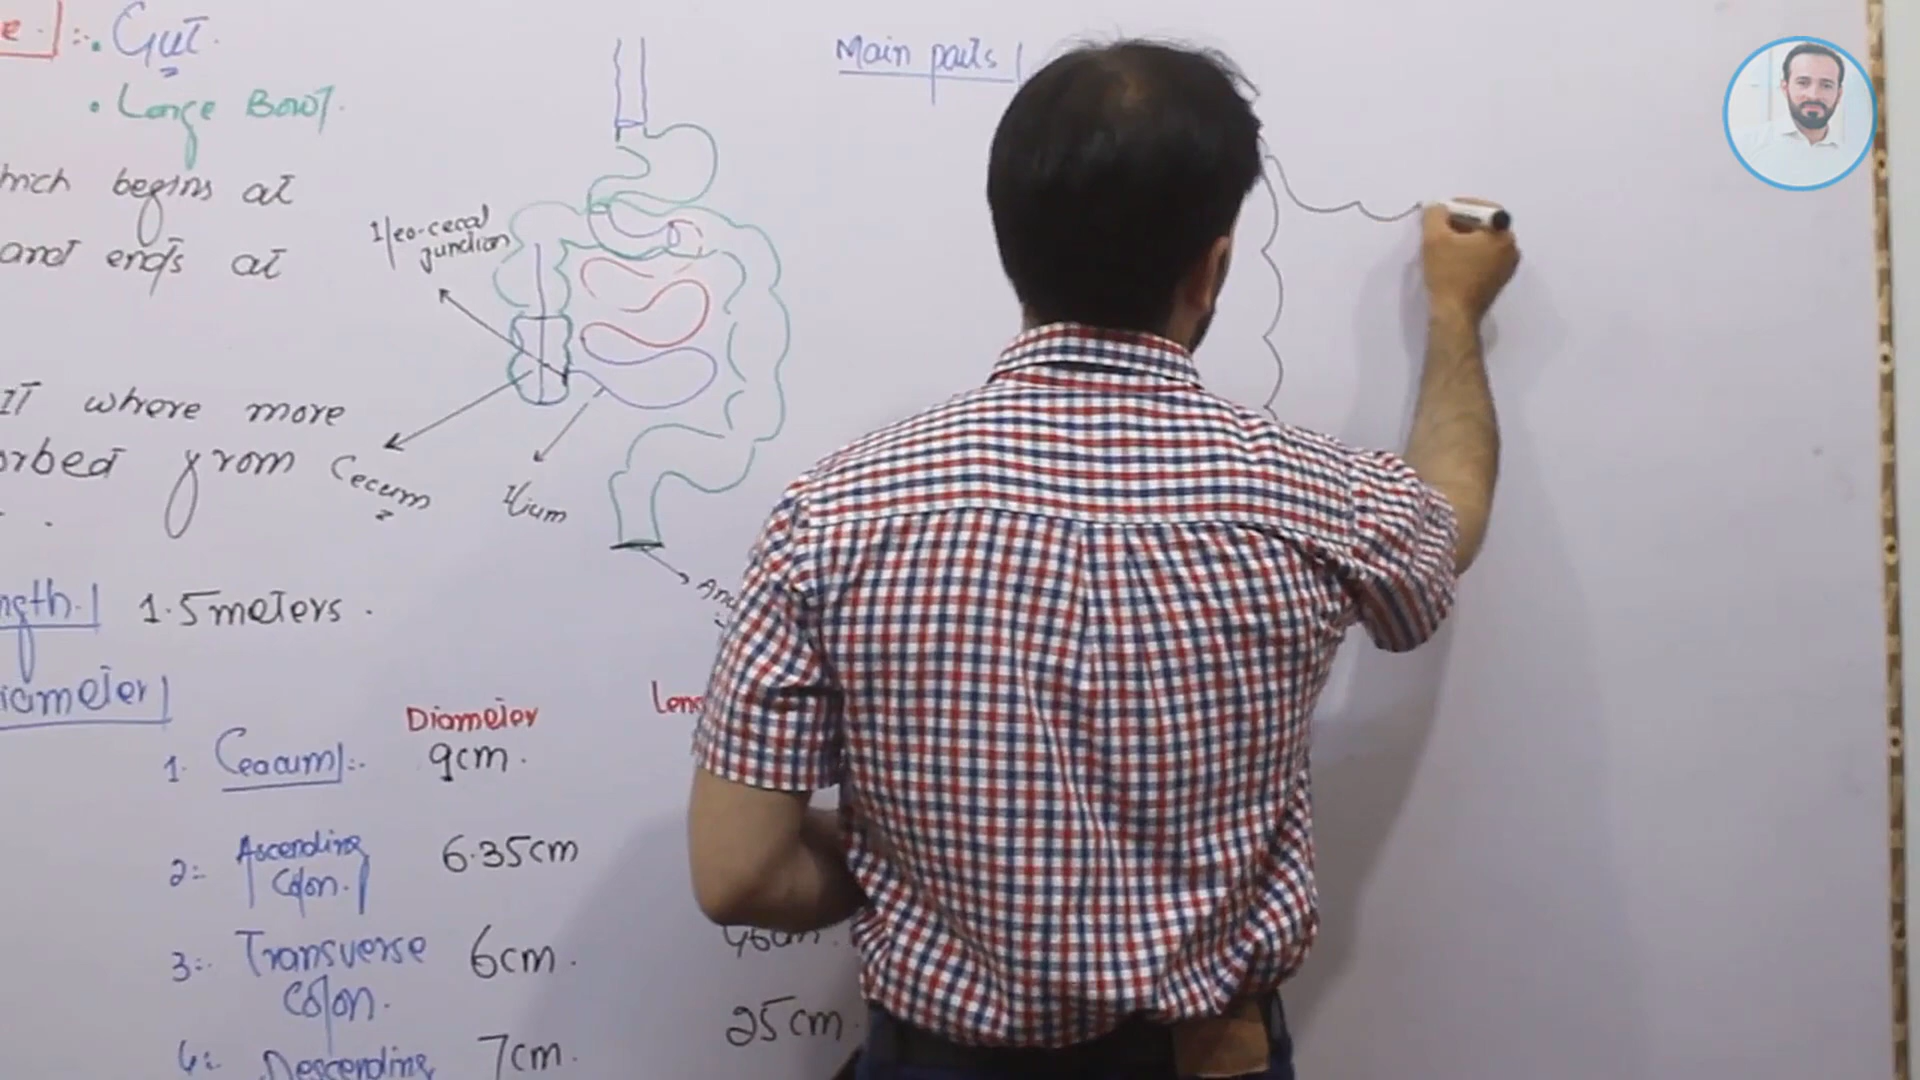 e :-. Gut.
• Large Bowl.
begins at
and ends at
Ileo-cecal
junction
IT where more
orbed from
Cecum
Ilium
ngth. 1.5 meters.
iameter
Diameter
1. Ceacum:. 9cm.
2:- Ascending 6.35cm
Colon.
3:. Transverse 6cm.
Colon.
25cm.
4:. Descending 7cm.
Main parts